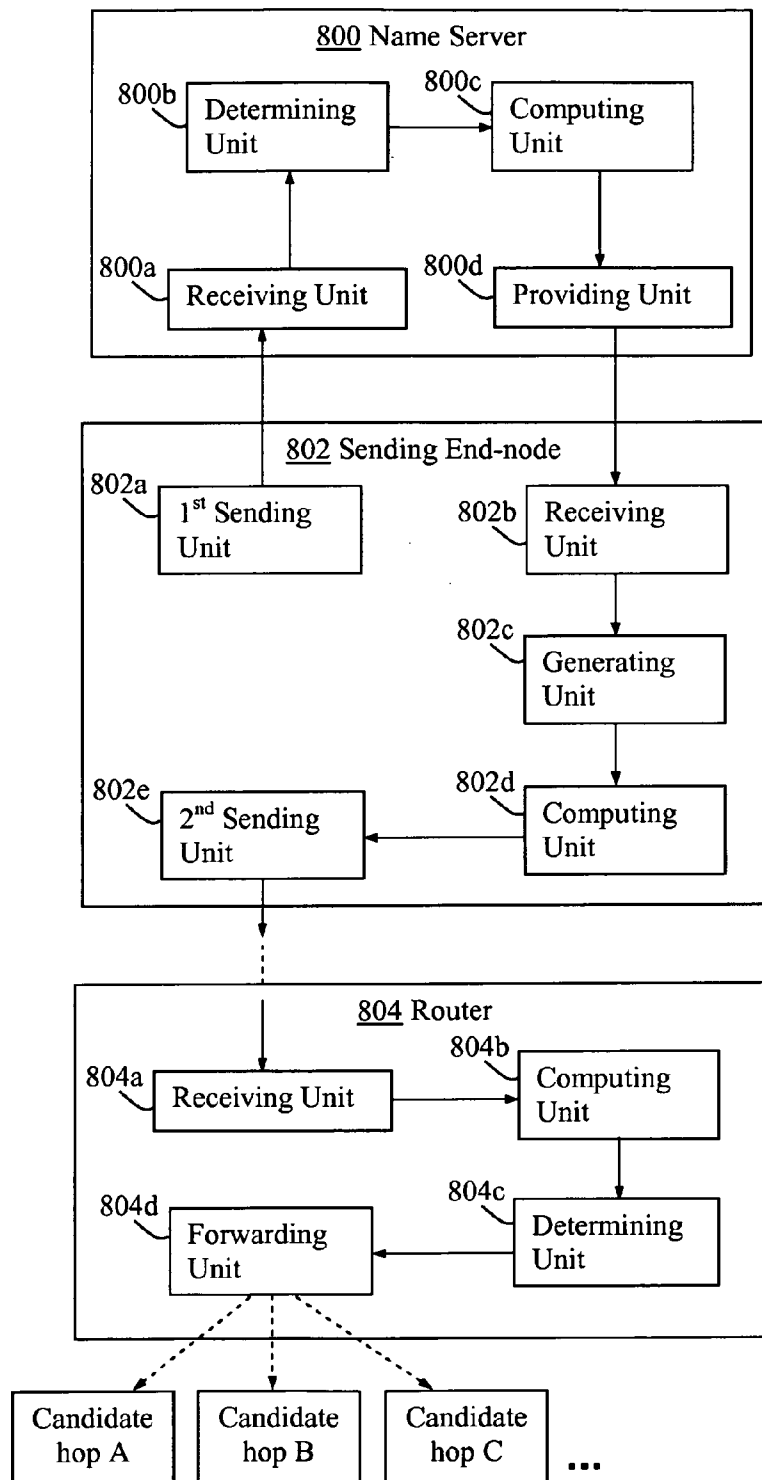 800 Name Server
800b
Determining
Unit
800c
Computing
Unit
800a
Receiving Unit
800d
Providing Unit
802 Sending End-node
802a
1st Sending
Unit
802b
Receiving
Unit
802c
Generating
Unit
802e
2nd Sending
Unit
802d
Computing
Unit
804 Router
804a
Receiving Unit
804b
Computing
Unit
804d
Forwarding
Unit
804c
Determining
Unit
Candidate
hop A
Candidate
hop B
Candidate
hop C
...